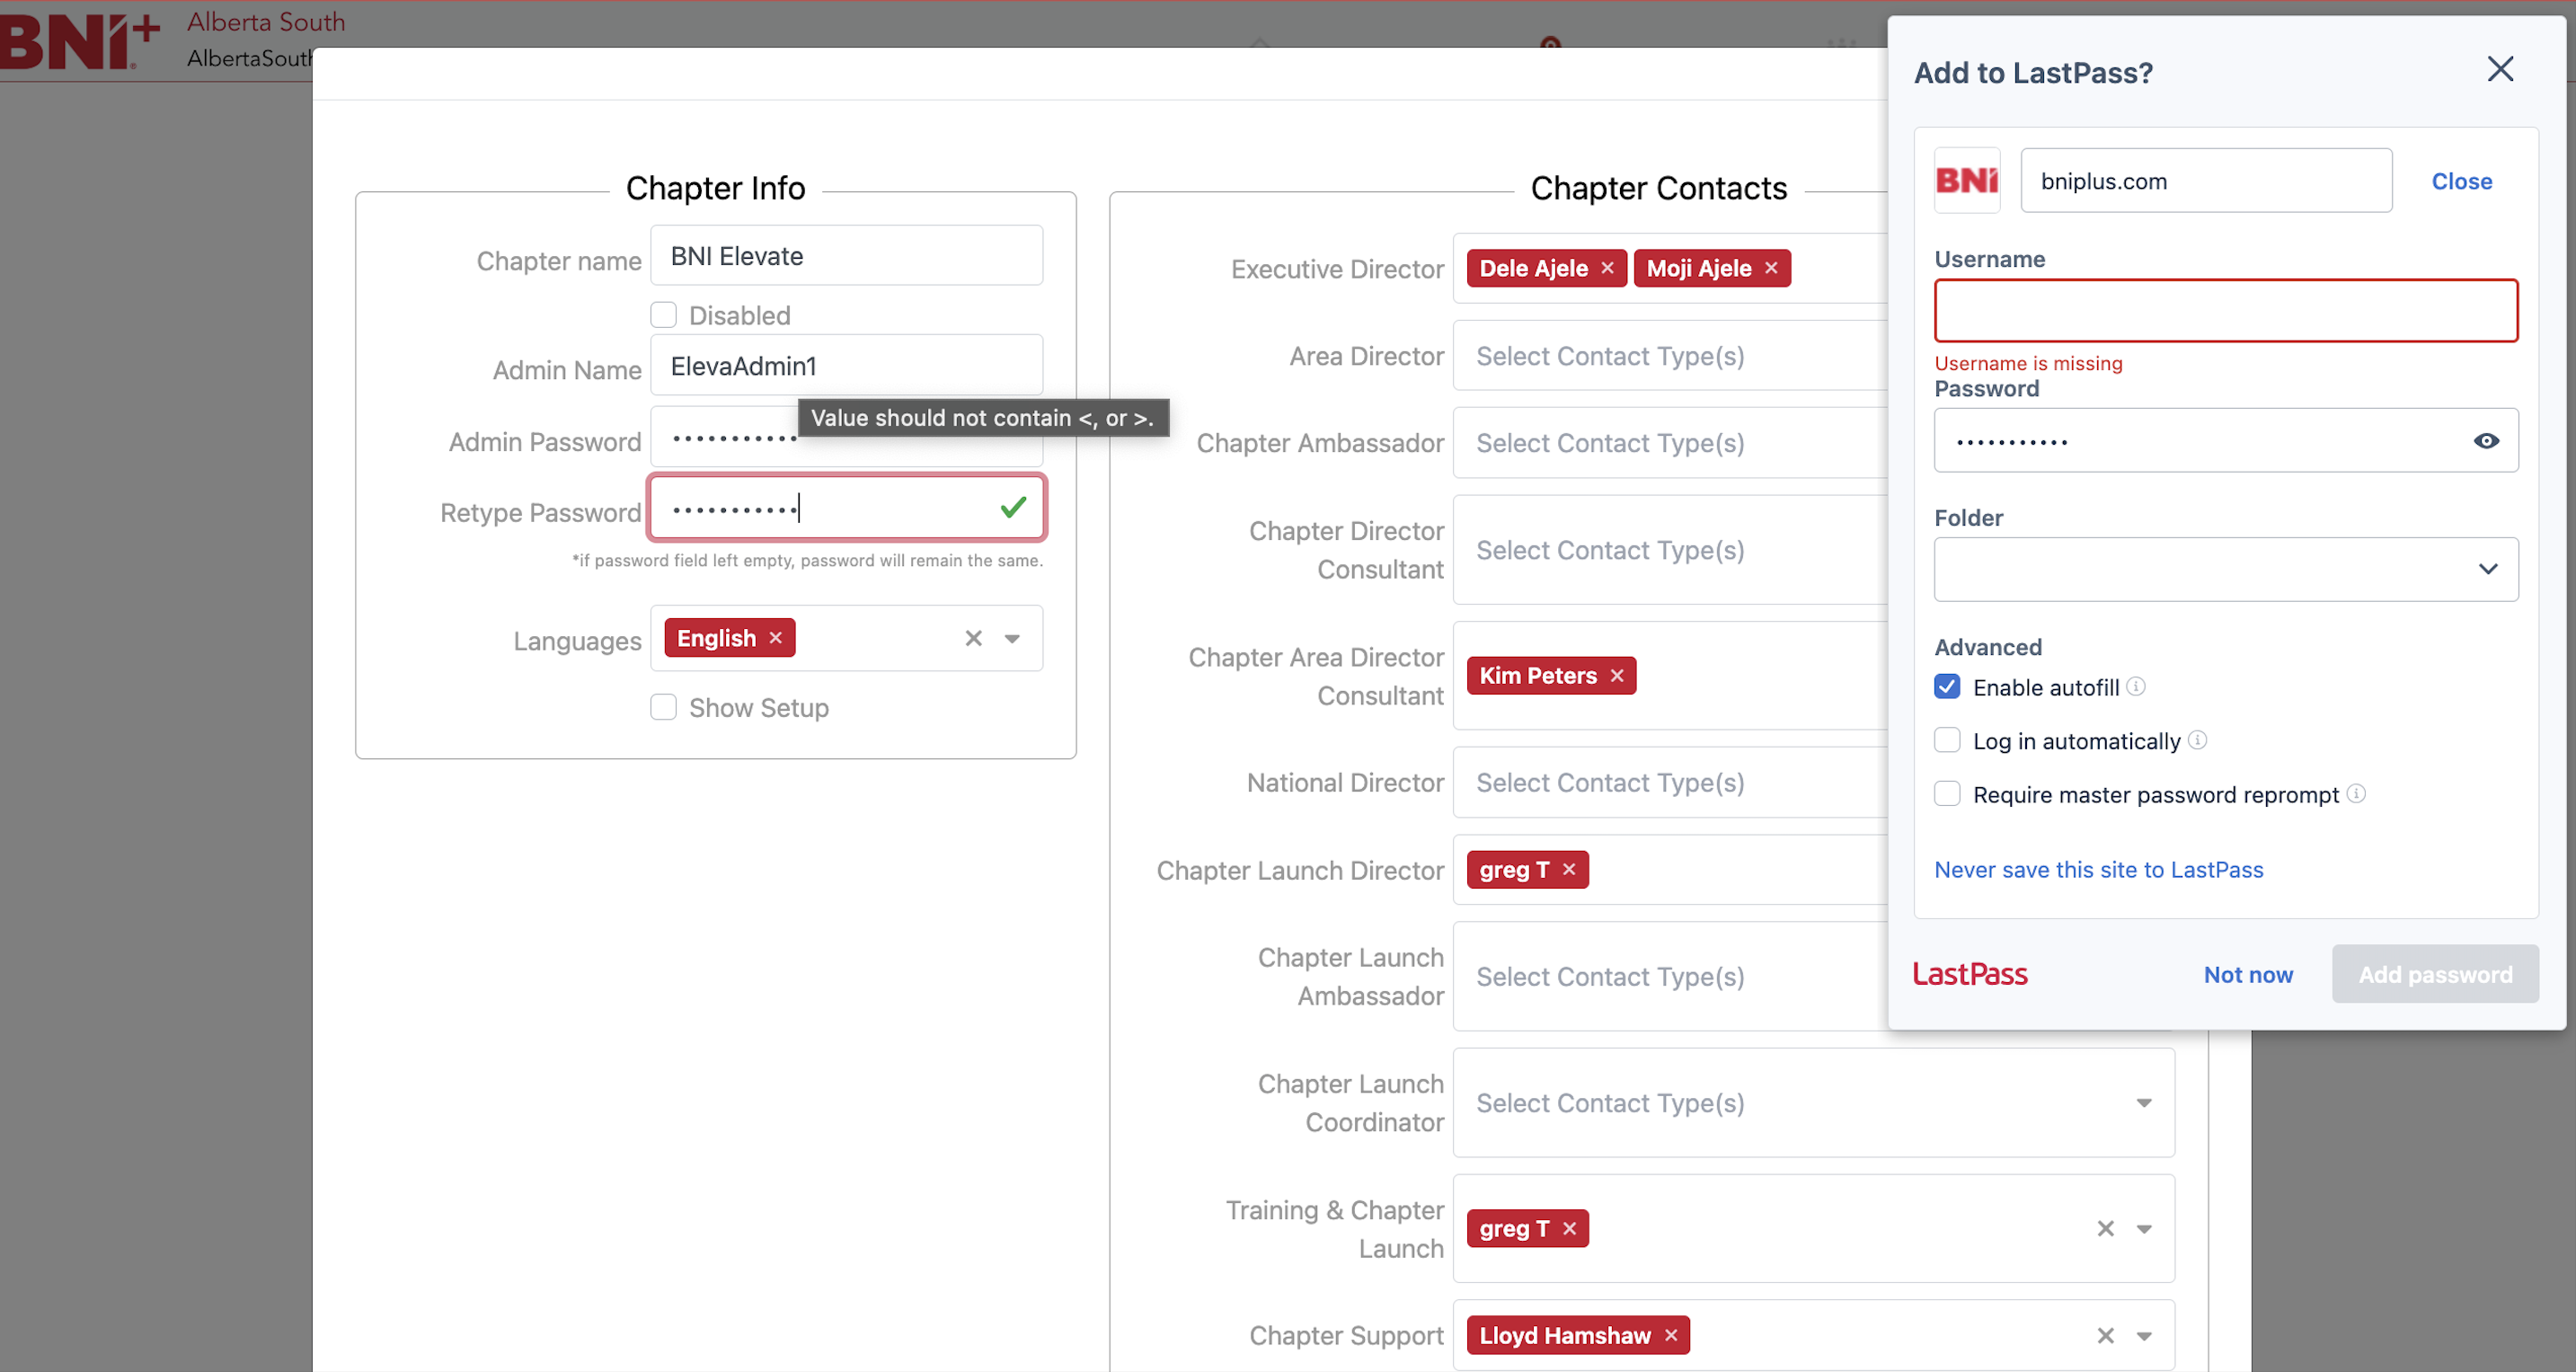 BNI+
Alberta South
AlbertaSouth
Chapter Info
Chapter name
BNI Elevate
Disabled
Admin Name
ElevaAdmin1
Value should not contain <, or >.
Admin Password
•••••••••••
Retype Password
•••••••••••
*if password field left empty, password will remain the same.
Languages
English ×
Show Setup
Chapter Contacts
Executive Director
Dele Ajele × Moji Ajele ×
Area Director
Select Contact Type(s)
Chapter Ambassador
Select Contact Type(s)
Chapter Director
Consultant
Select Contact Type(s)
Chapter Area Director
Consultant
Kim Peters ×
National Director
Select Contact Type(s)
Chapter Launch Director
greg T ×
Chapter Launch
Ambassador
Select Contact Type(s)
Chapter Launch
Coordinator
Select Contact Type(s)
Training & Chapter
Launch
greg T ×
Chapter Support
Lloyd Hamshaw ×
Add to LastPass?
BNI
bniplus.com
Close
Username
Username is missing
Password
•••••••••••
Folder
Advanced
Enable autofill
Log in automatically
Require master password reprompt
Never save this site to LastPass
LastPass
Not now
Add password